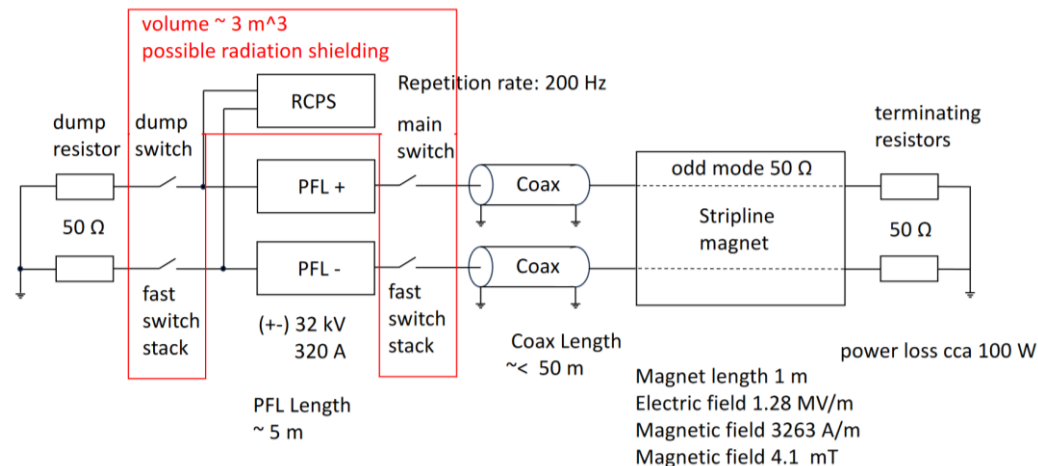 volume ~ 3 m^3
possible radiation shielding
RCPS
Repetition rate: 200 Hz
dump
resistor
dump
switch
main
switch
terminating
resistors
PFL +
Coax
odd mode 50 Ω
50 Ω
Stripline
magnet
50 Ω
PFL -
Coax
fast
switch
stack
(+-) 32 kV
320 A
fast
switch
stack
Coax Length
~< 50 m
power loss cca 100 W
PFL Length
~ 5 m
Magnet length 1 m
Electric field 1.28 MV/m
Magnetic field 3263 A/m
Magnetic field 4.1 mT